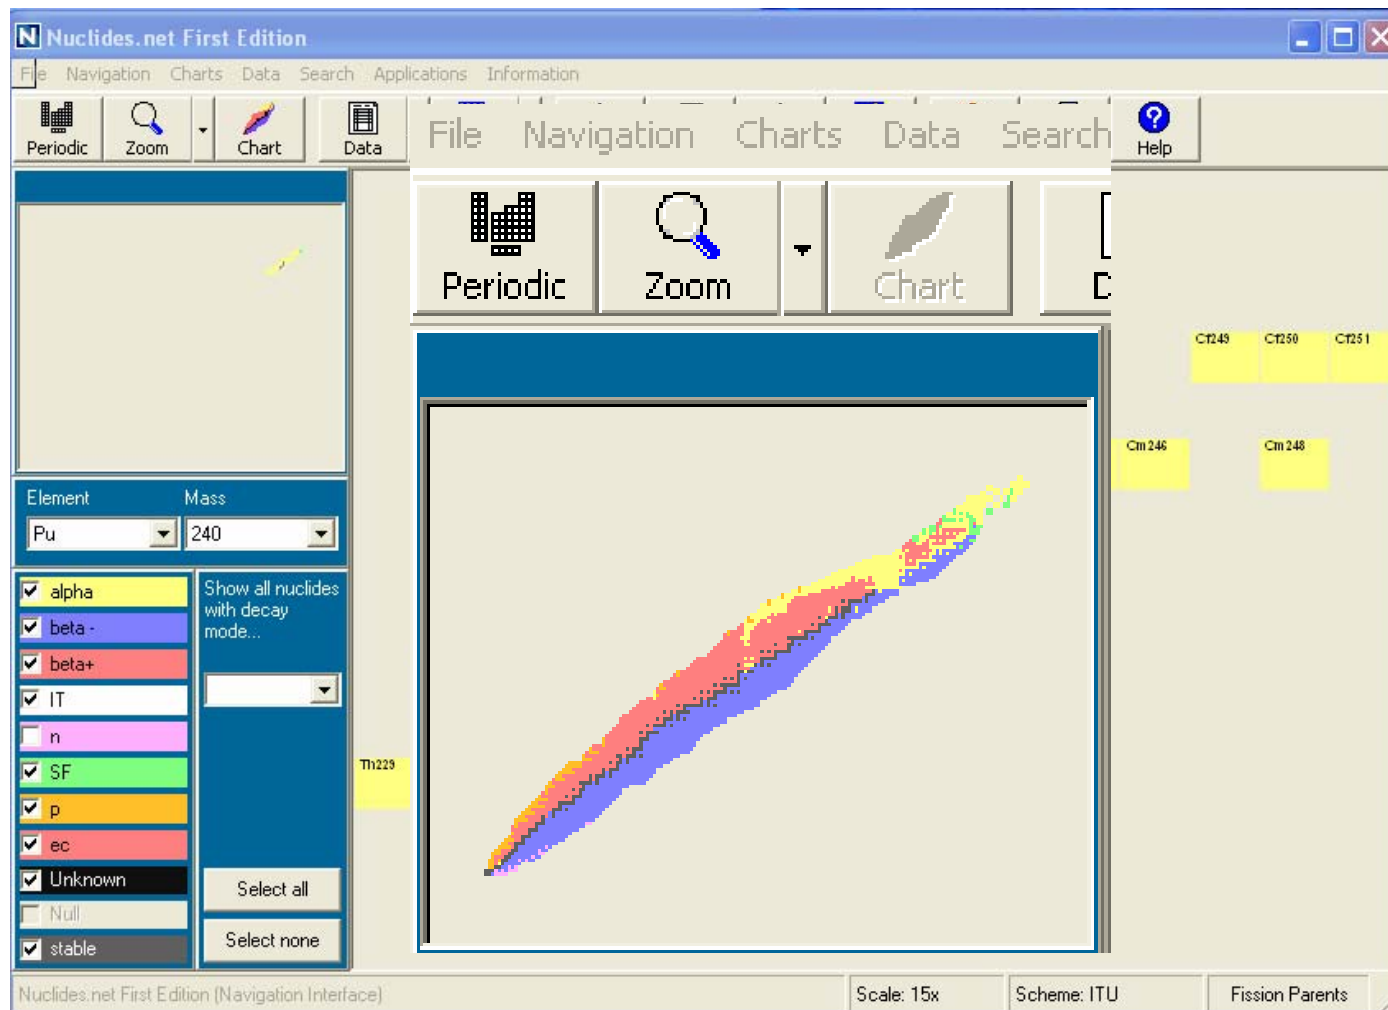 Nuclides.net First Edition
File Navigation Charts Data Search Applications Information
Periodic Zoom Chart Data Help
File Navigation Charts Data Search
Periodic Zoom Chart
Cf249 Cf250 Cf251
Cm246 Cm248
Element Mass
Pu 240
alpha
beta -
beta+
IT
n
SF
p
ec
Unknown
Null
stable
Show all nuclides
with decay
mode...
Select all
Select none
Th229
Nuclides.net First Edition (Navigation Interface) Scale: 15x Scheme: ITU Fission Parents